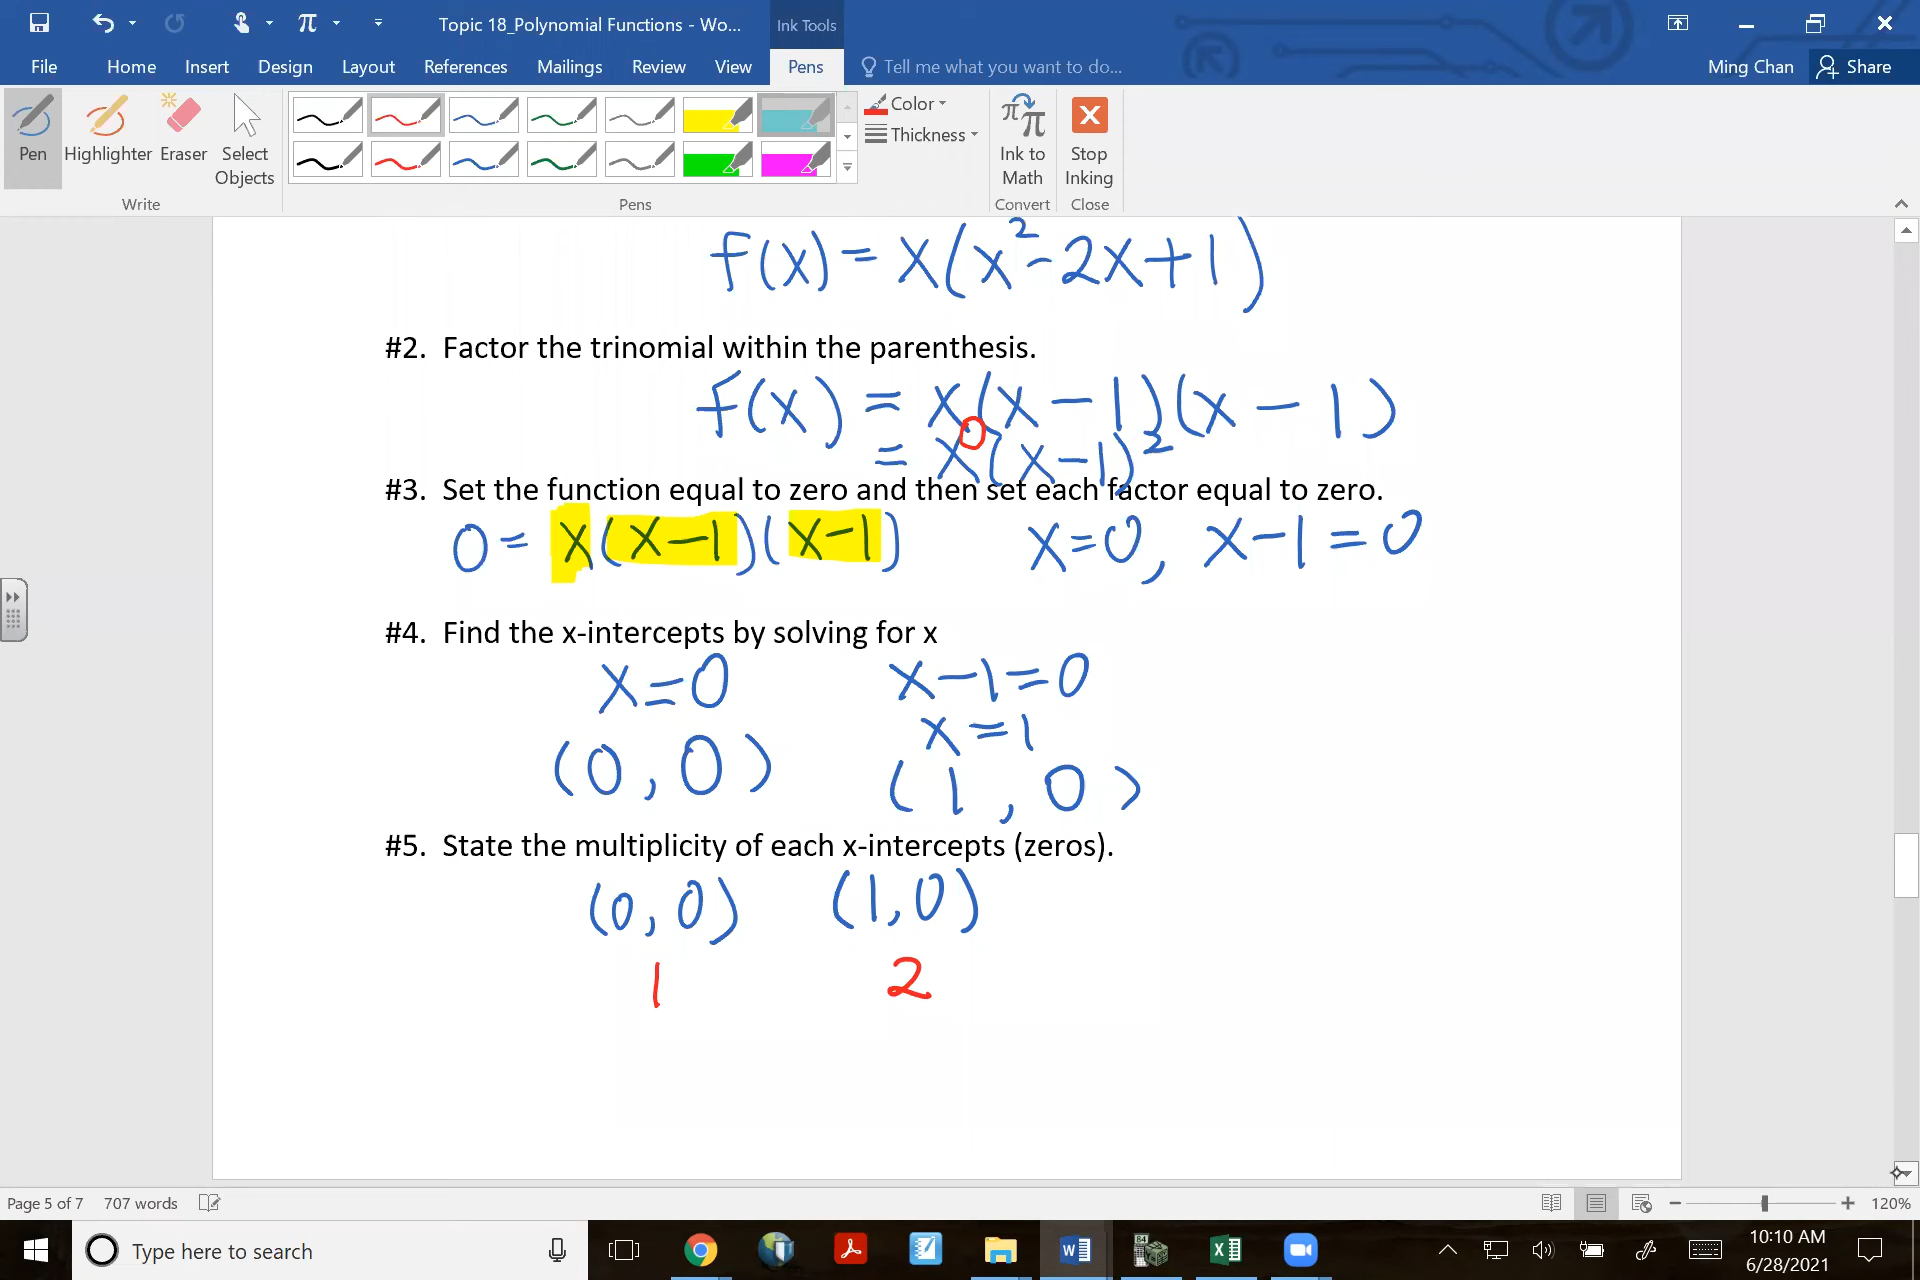 Topic 18_Polynomial Functions - Wo...
Ink Tools
File Home Insert Design Layout References Mailings Review View Pens Tell me what you want to do... Ming Chan Share
Pen Highlighter Eraser Select Objects
Color
Thickness
Ink to Math
Stop Inking
Write Pens Convert Close
f(x) = x(x² - 2x + 1)
#2. Factor the trinomial within the parenthesis.
f(x) = x(x - 1)(x - 1)
= x(x-1)²
#3. Set the function equal to zero and then set each factor equal to zero.
0 = x(x-1)(x-1) x=0, x-1=0
#4. Find the x-intercepts by solving for x
x=0 x-1=0
x=1
(0, 0) (1, 0)
#5. State the multiplicity of each x-intercepts (zeros).
(0, 0) (1, 0)
1 2
Page 5 of 7 707 words 120%
Type here to search
10:10 AM
6/28/2021